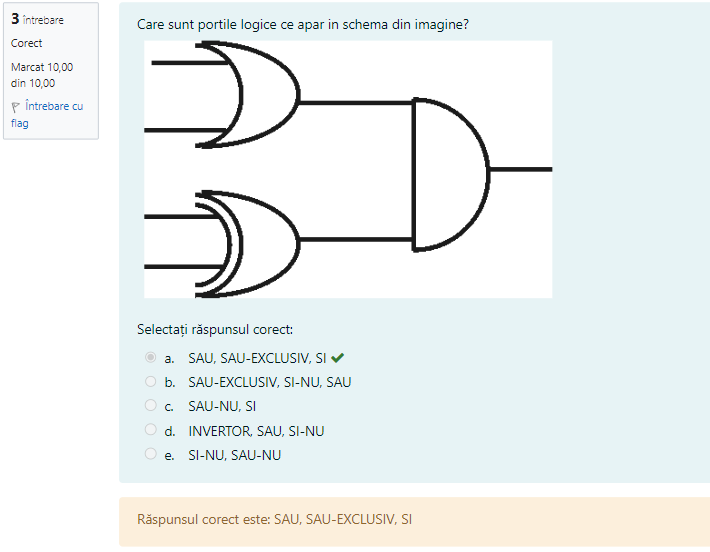 3 întrebare
Corect
Marcat 10,00
din 10,00
Întrebare cu
flag
Care sunt portile logice ce apar in schema din imagine?
Selectați răspunsul corect:
a. SAU, SAU-EXCLUSIV, SI
b. SAU-EXCLUSIV, SI-NU, SAU
c. SAU-NU, SI
d. INVERTOR, SAU, SI-NU
e. SI-NU, SAU-NU
Răspunsul corect este: SAU, SAU-EXCLUSIV, SI